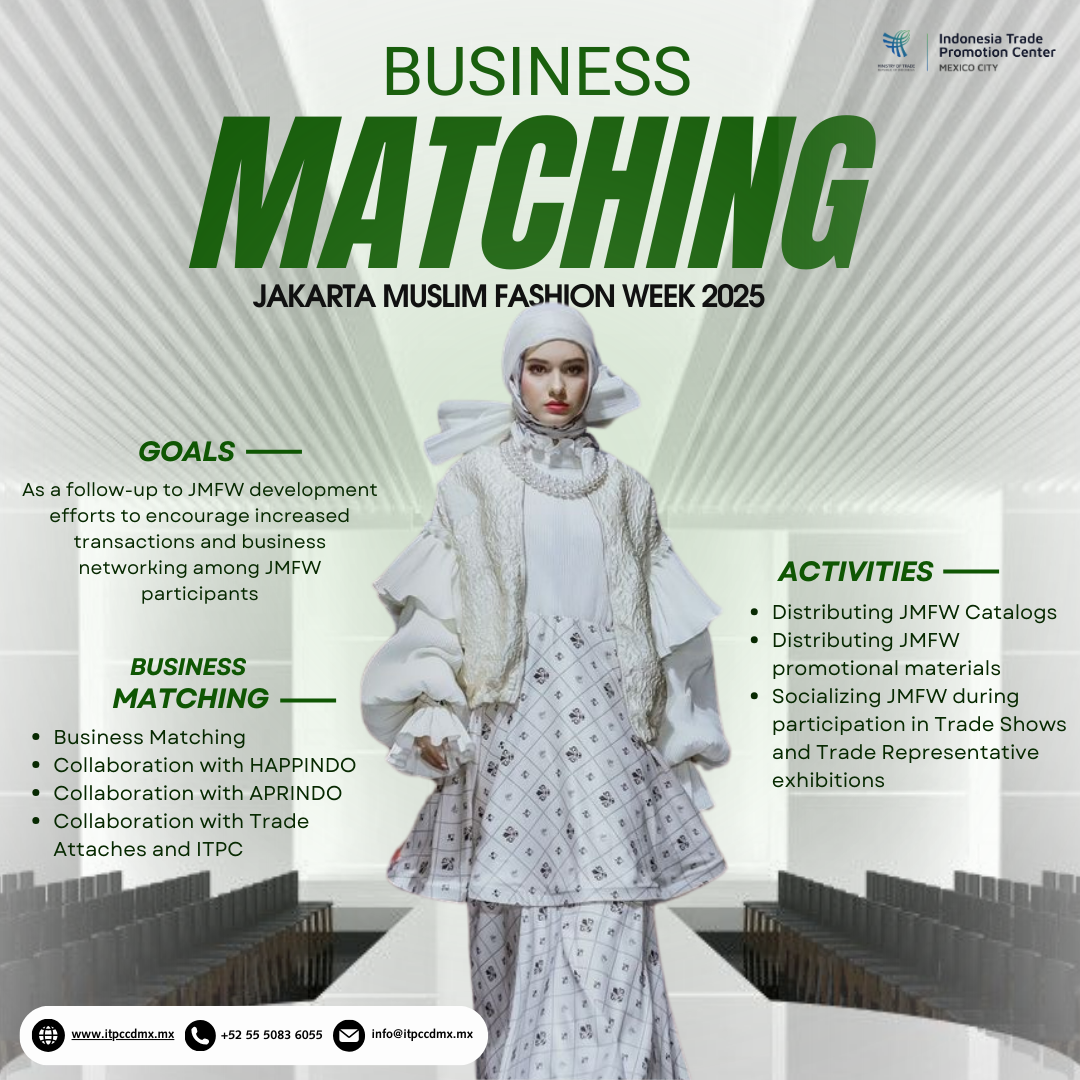 Indonesia Trade
Promotion Center
MEXICO CITY
MINISTRY OF TRADE
BUSINESS
MATCHING
JAKARTA MUSLIM FASHION WEEK 2025
GOALS
As a follow-up to JMFW development
efforts to encourage increased
transactions and business
networking among JMFW
participants
BUSINESS
MATCHING
• Business Matching
• Collaboration with HAPPINDO
• Collaboration with APRINDO
• Collaboration with Trade
Attaches and ITPC
ACTIVITIES
• Distributing JMFW Catalogs
• Distributing JMFW
promotional materials
• Socializing JMFW during
participation in Trade Shows
and Trade Representative
exhibitions
www.itpccdmx.mx +52 55 5083 6055 info@itpccdmx.mx